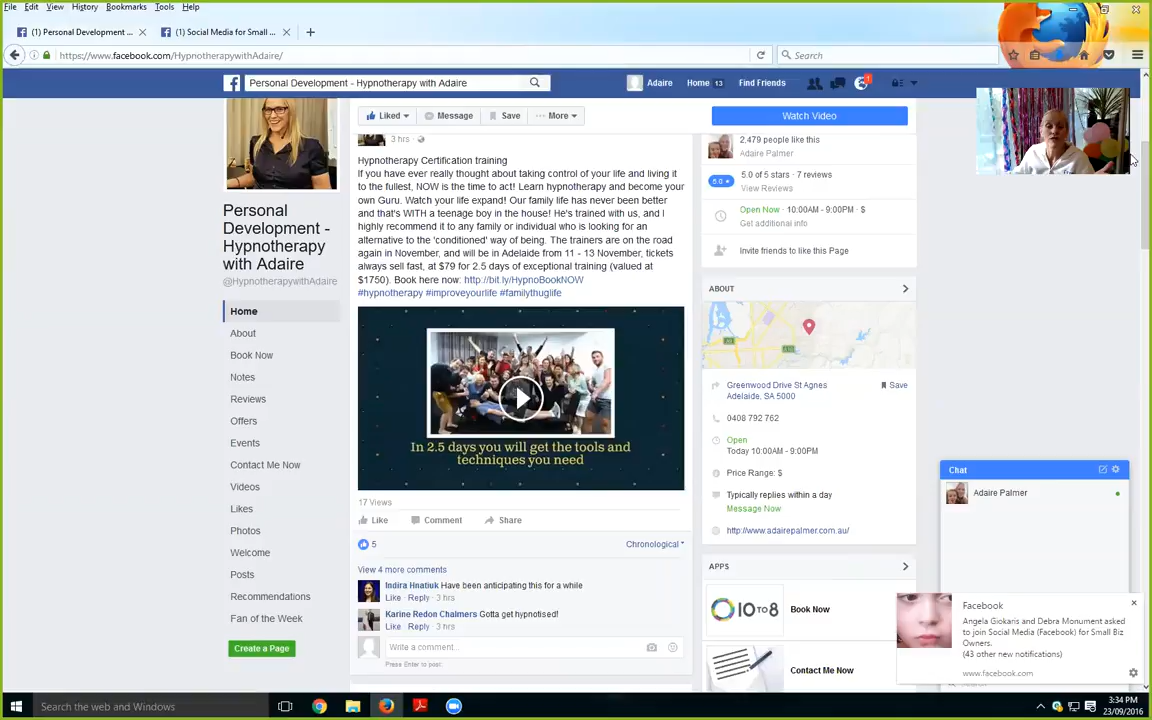 File Edit View History Bookmarks Tools Help
(1) Personal Development ...
(1) Social Media for Small ...
https://www.facebook.com/HypnotherapywithAdaire/
Search
Personal Development - Hypnotherapy with Adaire
Adaire
Home 13
Find Friends
Liked
Message
Save
More
Watch Video
3 hrs
Hypnotherapy Certification training
If you have ever really thought about taking control of your life and living it
to the fullest, NOW is the time to act! Learn hypnotherapy and become your
own Guru. Watch your life expand! Our family life has never been better
and that's WITH a teenage boy in the house! He's trained with us, and I
highly recommend it to any family or individual who is looking for an
alternative to the 'conditioned' way of being. The trainers are on the road
again in November, and will be in Adelaide from 11 - 13 November, tickets
always sell fast, at $79 for 2.5 days of exceptional training (valued at
$1750). Book here now: http://bit.ly/HypnoBookNOW
#hypnotherapy #improveyourlife #familythuglife
In 2.5 days you will get the tools and
techniques you need
17 Views
Like
Comment
Share
5
Chronological
View 4 more comments
Indira Hnatiuk Have been anticipating this for a while
Like · Reply · 3 hrs
Karine Redon Chalmers Gotta get hypnotised!
Like · Reply · 3 hrs
Write a comment...
Press Enter to post.
Personal
Development -
Hypnotherapy
with Adaire
@HypnotherapywithAdaire
Home
About
Book Now
Notes
Reviews
Offers
Events
Contact Me Now
Videos
Likes
Photos
Welcome
Posts
Recommendations
Fan of the Week
Create a Page
2,479 people like this
Adaire Palmer
5.0
5.0 of 5 stars · 7 reviews
View Reviews
Open Now · 10:00AM - 9:00PM · $
Get additional info
Invite friends to like this Page
ABOUT
Greenwood Drive St Agnes
Adelaide, SA 5000
Save
0408 792 762
Open
Today 10:00AM - 9:00PM
Price Range: $
Typically replies within a day
Message Now
http://www.adairepalmer.com.au/
APPS
10 TO 8
Book Now
Contact Me Now
Chat
Adaire Palmer
Facebook
Angela Giokaris and Debra Monument asked
to join Social Media (Facebook) for Small Biz
Owners.
(43 other new notifications)
www.facebook.com
Search the web and Windows
3:34 PM
23/09/2016